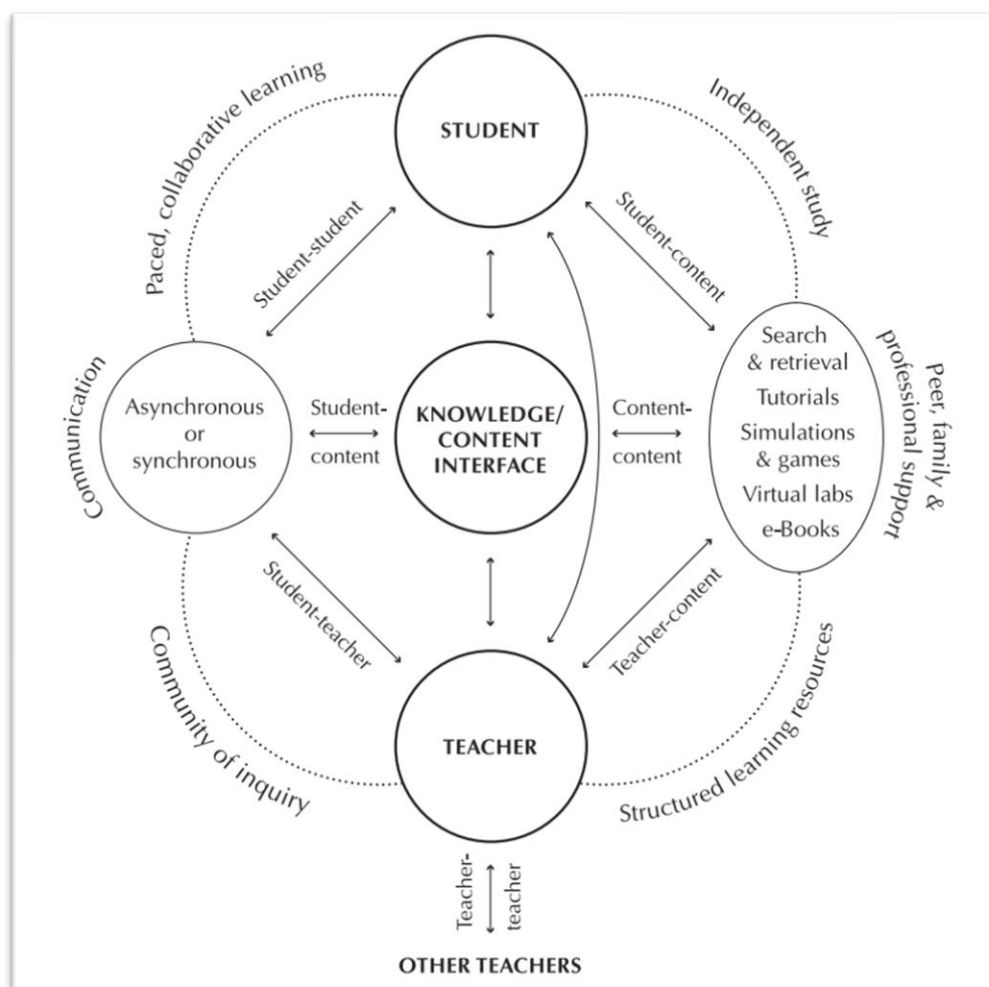 STUDENT
Paced, collaborative learning
Independent study
Student-student
Student-content
Communication
Asynchronous
or
synchronous
Student-
content
KNOWLEDGE/
CONTENT
INTERFACE
Content-
content
Search
& retrieval
Tutorials
Simulations
& games
Virtual labs
e-Books
Peer, family &
professional support
Student-teacher
Teacher-content
Community of inquiry
TEACHER
Structured learning resources
Teacher-
teacher
OTHER TEACHERS